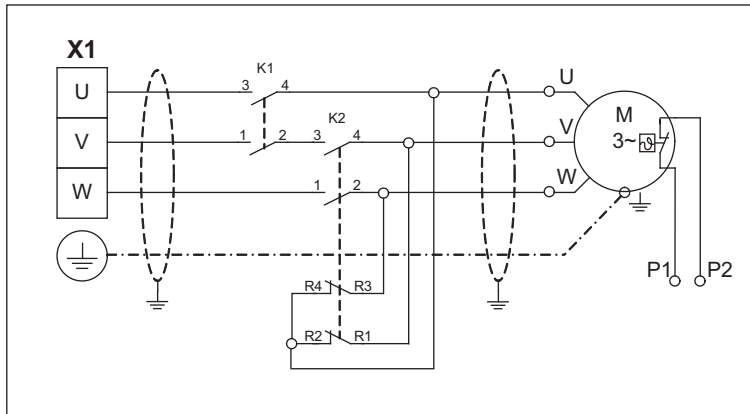 X1
K1
U 3 4 U
K2 M
V 1 2 3 4 V 3~ ϑ
W 1 2 W
P1 P2
R4 R3
R2 R1